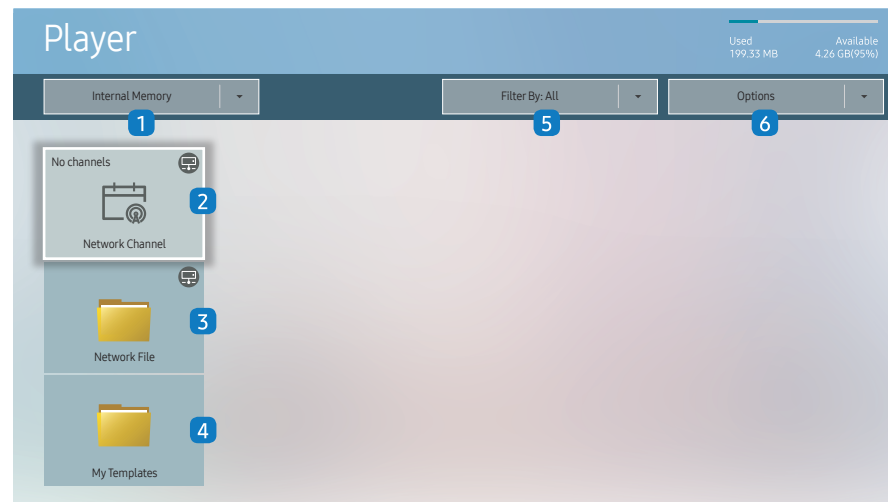 Player
Used
Available
199.33 MB
4.26 GB(95%)
Internal Memory
Filter By: All
Options
1
5
6
No channels
2
Network Channel
3
Network File
4
My Templates